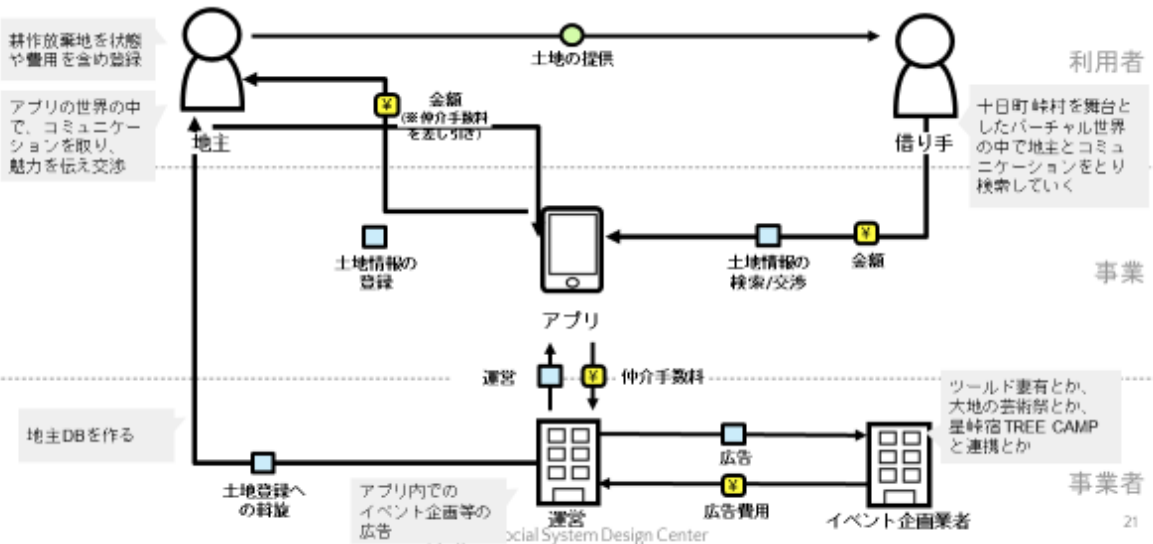 耕作放棄地を状態
や費用を含め登録
土地の提供
利用者
アプリの世界の中
で、コミュニケー
ションを取り、
魅力を伝え交渉
地主
¥
金額
(※仲介手数料
を差し引き)
借り手
十日町峠村を舞台と
したバーチャル世界
の中で地主とコミュ
ニケーションをとり
検索していく
土地情報の
登録
土地情報の
検索/交渉
¥
金額
事業
アプリ
運営
¥
仲介手数料
ツールド妻有とか、
大地の芸術祭とか、
星峠宿TREE CAMP
と連携とか
地主DBを作る
広告
土地登録へ
の斡旋
アプリ内での
イベント企画等の
広告
運営
¥
広告費用
イベント企画業者
事業者
ocial System Design Center
21